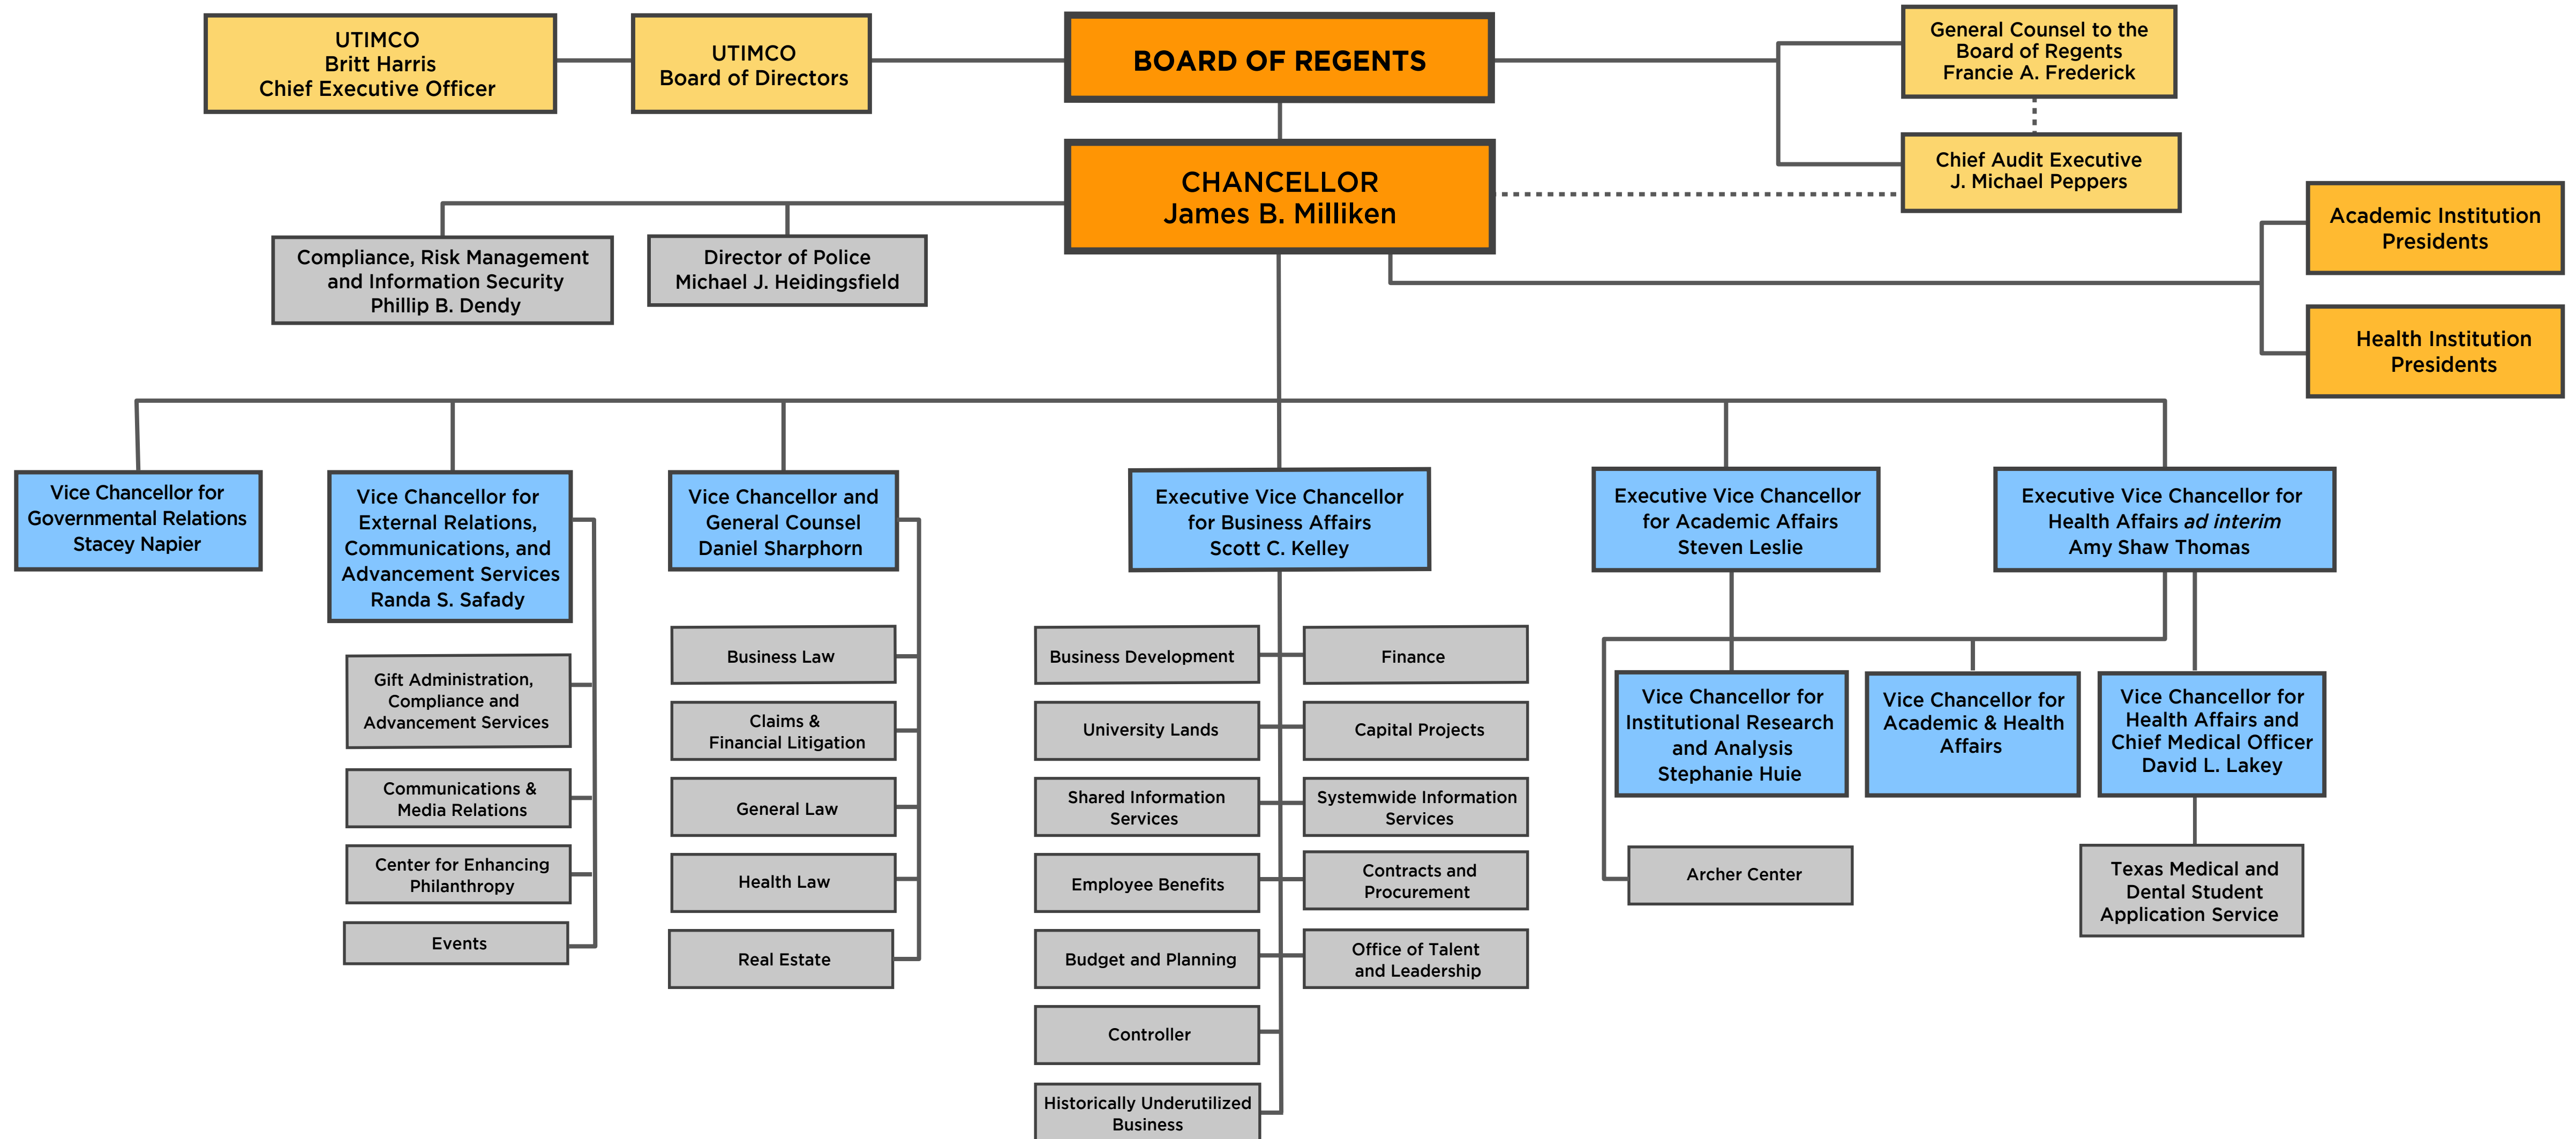 UTIMCO
Britt Harris
Chief Executive Officer
UTIMCO
Board of Directors
BOARD OF REGENTS
General Counsel to the
Board of Regents
Francie A. Frederick
CHANCELLOR
James B. Milliken
Chief Audit Executive
J. Michael Peppers
Academic Institution
Presidents
Health Institution
Presidents
Compliance, Risk Management
and Information Security
Phillip B. Dendy
Director of Police
Michael J. Heidingsfield
Vice Chancellor for
Governmental Relations
Stacey Napier
Vice Chancellor for
External Relations,
Communications, and
Advancement Services
Randa S. Safady
Vice Chancellor and
General Counsel
Daniel Sharphorn
Executive Vice Chancellor
for Business Affairs
Scott C. Kelley
Executive Vice Chancellor
for Academic Affairs
Steven Leslie
Executive Vice Chancellor for
Health Affairs ad interim
Amy Shaw Thomas
Gift Administration,
Compliance and
Advancement Services
Communications &
Media Relations
Center for Enhancing
Philanthropy
Events
Business Law
Claims &
Financial Litigation
General Law
Health Law
Real Estate
Business Development
Finance
University Lands
Capital Projects
Shared Information
Services
Systemwide Information
Services
Employee Benefits
Contracts and
Procurement
Budget and Planning
Office of Talent
and Leadership
Controller
Historically Underutilized
Business
Vice Chancellor for
Institutional Research
and Analysis
Stephanie Huie
Vice Chancellor for
Academic & Health
Affairs
Vice Chancellor for
Health Affairs and
Chief Medical Officer
David L. Lakey
Archer Center
Texas Medical and
Dental Student
Application Service